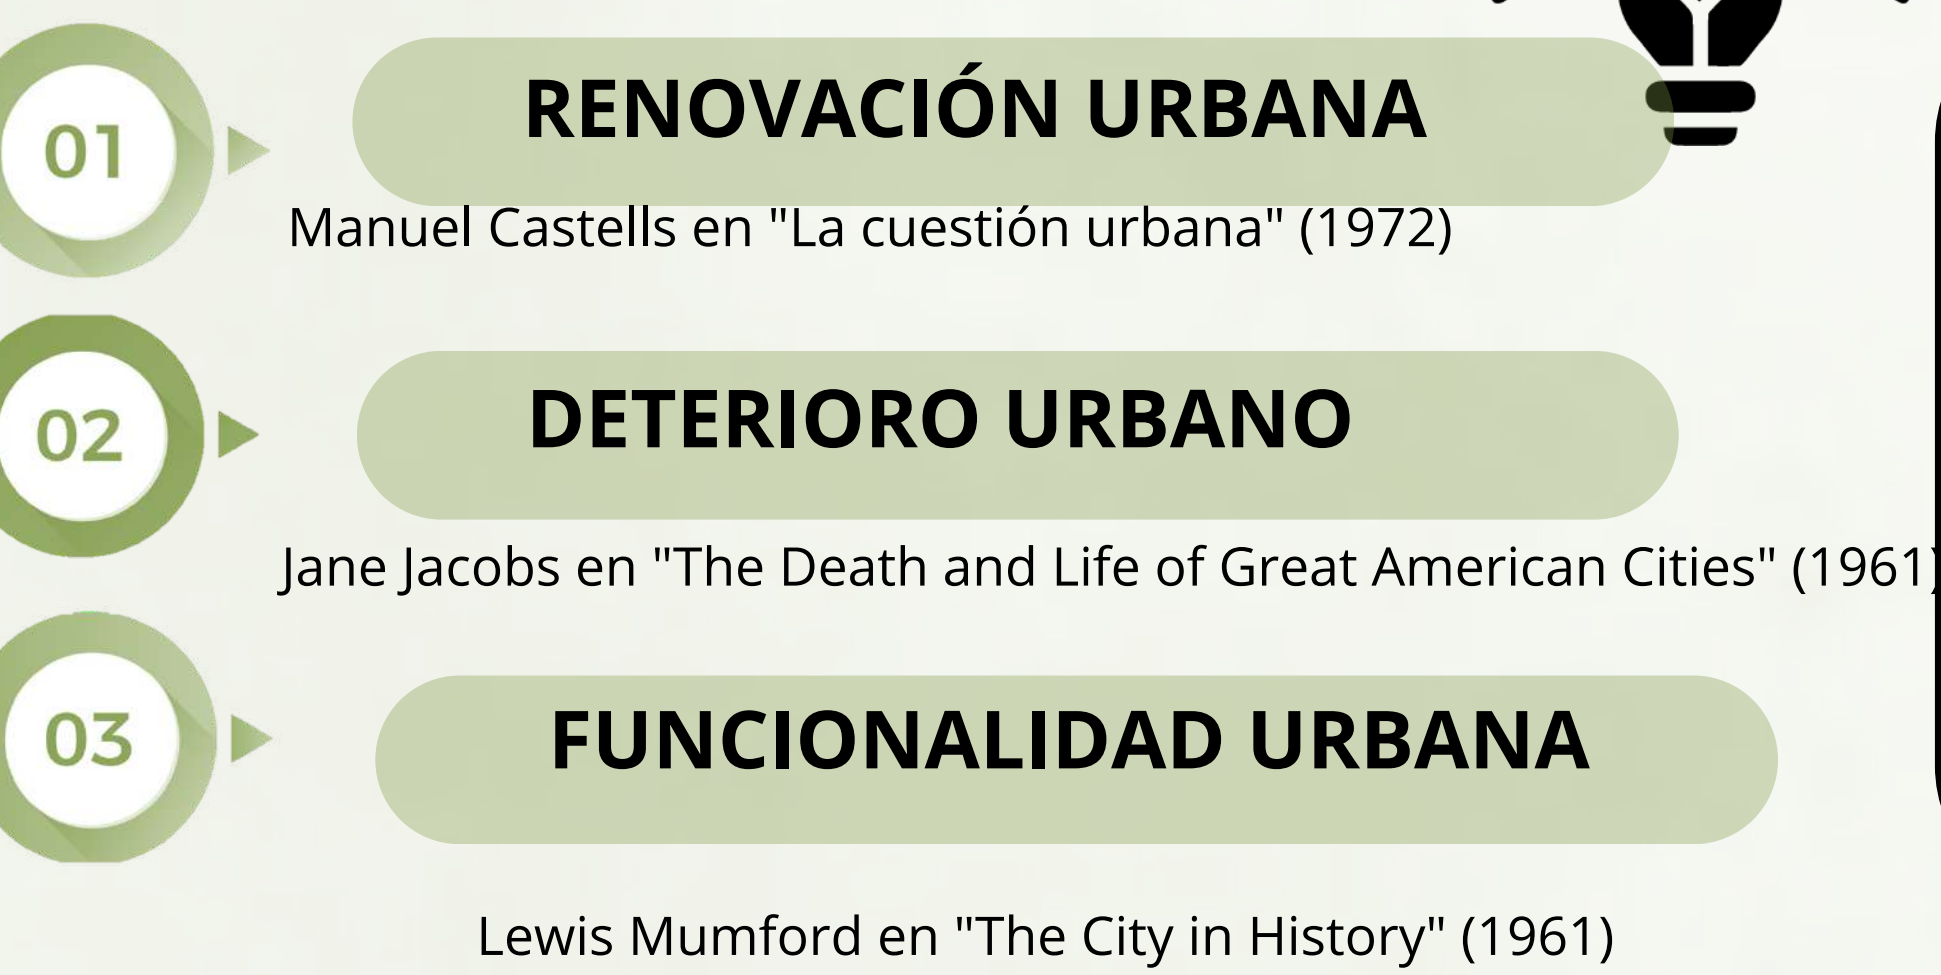 01
RENOVACIÓN URBANA
Manuel Castells en "La cuestión urbana" (1972)
02
DETERIORO URBANO
Jane Jacobs en "The Death and Life of Great American Cities" (1961)
03
FUNCIONALIDAD URBANA
Lewis Mumford en "The City in History" (1961)